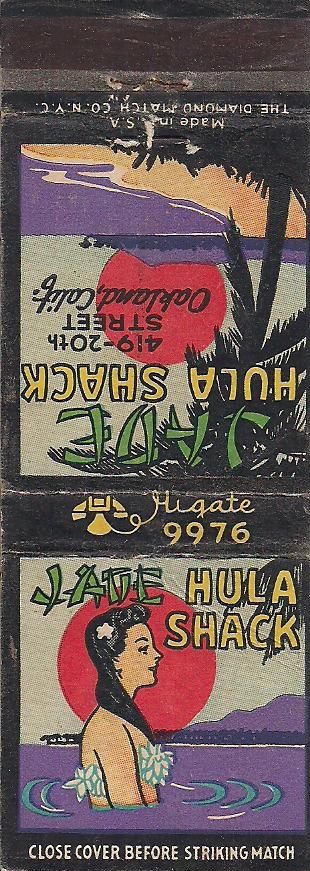 Made in U.S.A.
THE DIAMOND MATCH CO. N.Y.C.
Oakland, Calif.
419-20th
STREET
JADE
HULA SHACK
Higate
9976
JADE HULA
SHACK
CLOSE COVER BEFORE STRIKING MATCH